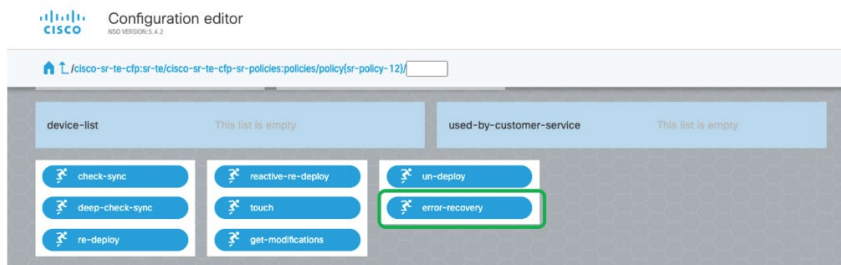 CISCO
Configuration editor
NSO VERSION:5.4.2
/cisco-sr-te-cfp:sr-te/cisco-sr-te-cfp-sr-policies:policies/policy{sr-policy-12}/
device-list This list is empty used-by-customer-service This list is empty
check-sync reactive-re-deploy un-deploy
deep-check-sync touch error-recovery
re-deploy get-modifications